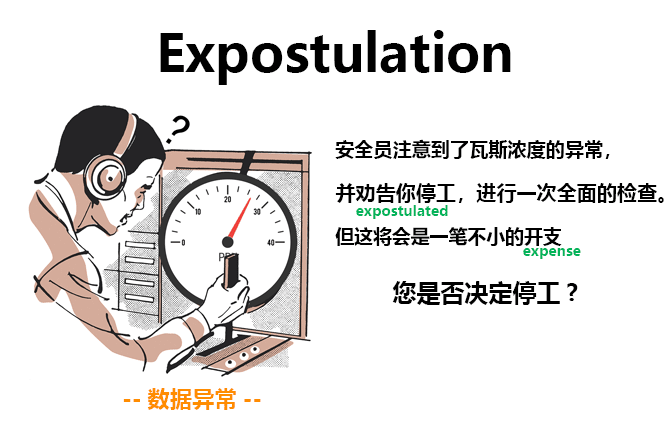 Expostulation
?
安全员注意到了瓦斯浓度的异常，
并劝告你停工，进行一次全面的检查。
expostulated
但这将会是一笔不小的开支
expense
您是否决定停工？
0 10 20 30 40 0
-- 数据异常 --